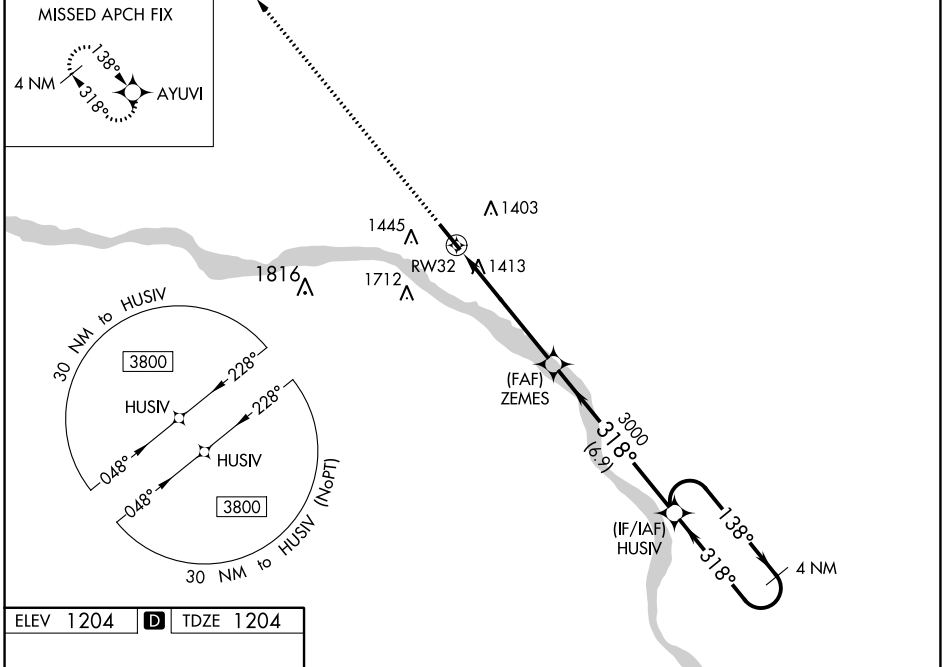 MISSED APCH FIX
138°
4 NM
318°
AYUVI
1403
1445
RW32
1413
1816
1712
30 NM to HUSIV
3800
228°
HUSIV
048°
228°
HUSIV
048°
3800
30 NM to HUSIV (NoPT)
(FAF)
ZEMES
3000
318°
(6.9)
(IF/IAF)
HUSIV
138°
318°
4 NM
ELEV 1204 D TDZE 1204